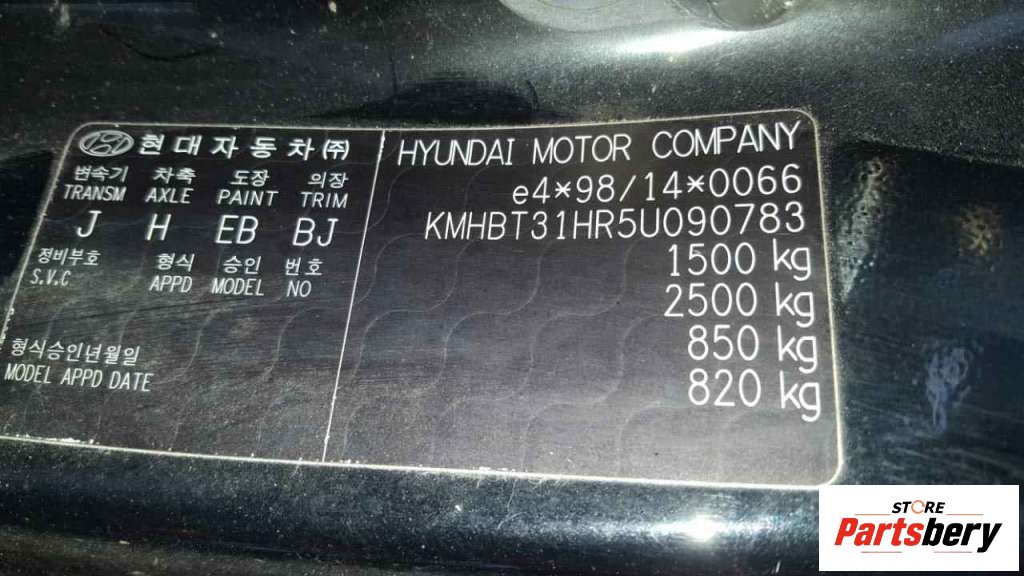 현대자동차㈜
변속기 차축 도장 의장
TRANSM AXLE PAINT TRIM
J H EB BJ
정비부호 형식 승인 번호
S.V.C APPD MODEL NO
형식승인년월일
MODEL APPD DATE
HYUNDAI MOTOR COMPANY
e4*98/14*0066
KMHBT31HR5U090783
1500 kg
2500 kg
850 kg
820 kg
STORE
Partsbery